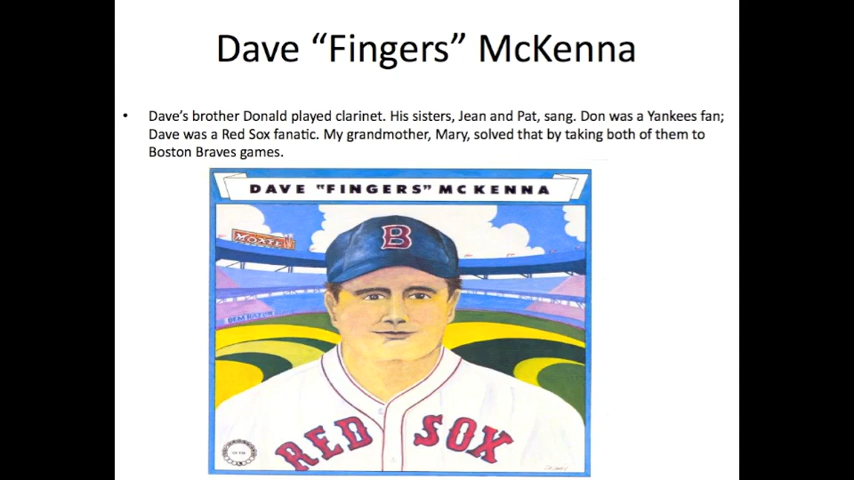 Dave “Fingers” McKenna
• Dave’s brother Donald played clarinet. His sisters, Jean and Pat, sang. Don was a Yankees fan;
Dave was a Red Sox fanatic. My grandmother, Mary, solved that by taking both of them to
Boston Braves games.
DAVE "FINGERS" MCKENNA
MOXIE
B
RED SOX